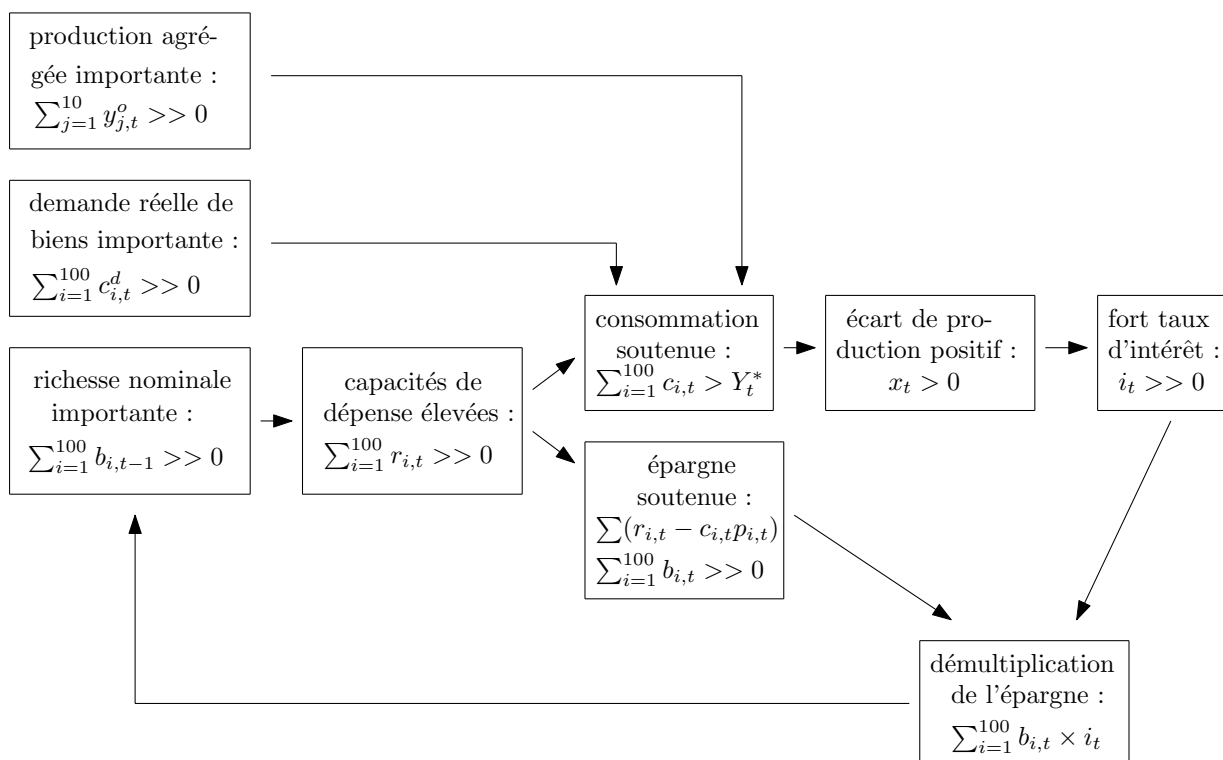 production agré-
gée importante :
∑_{j=1}^{10} y^o_{j,t} >> 0
demande réelle de
biens importante :
∑_{i=1}^{100} c^d_{i,t} >> 0
richesse nominale
importante :
∑_{i=1}^{100} b_{i,t−1} >> 0
capacités de
dépense élevées :
∑_{i=1}^{100} r_{i,t} >> 0
consommation
soutenue :
∑_{i=1}^{100} c_{i,t} > Y_t^*
écart de pro-
duction positif :
x_t > 0
fort taux
d'intérêt :
i_t >> 0
épargne
soutenue :
∑(r_{i,t} − c_{i,t}p_{i,t})
∑_{i=1}^{100} b_{i,t} >> 0
démultiplication
de l'épargne :
∑_{i=1}^{100} b_{i,t} × i_t